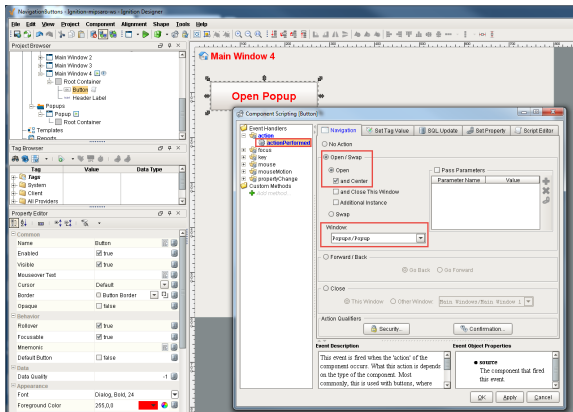 NavigationButtons - Ignition-mpsuero-ws - Ignition Designer
File Edit View Project Component Alignment Shape Tools Help
Project Browser
Main Window 2
Main Window 3
Main Window 4
Root Container
Button
Header Label
Popups
Popup
Root Container
Templates
Reports
Tag Browser
Tag Value Data Type
Tags
System
Client
All Providers
Property Editor
Common
Name Button
Enabled true
Visible true
Mouseover Text
Cursor Default
Border Button Border
Opaque false
Behavior
Rollover true
Focusable true
Mnemonic
Default Button false
Data
Data Quality -1
Appearance
Font Dialog, Bold, 24
Foreground Color 255,0,0
Main Window 4
Open Popup
Component Scripting (Button)
Event Handlers
action
actionPerformed
focus
key
mouse
mouseMotion
propertyChange
Custom Methods
Add method
Navigation Set Tag Value SQL Update Set Property Script Editor
No Action
Open / Swap
Open
and Center
and Close This Window
Additional Instance
Swap
Window:
Popups/Popup
Pass Parameters
Parameter Name Value
Forward / Back
Go Back Go Forward
Close
This Window Other Window: Main Windows/Main Window 1
Action Qualifiers
Security... Confirmation...
Event Description
This event is fired when the 'action' of the
component occurs. What this action is depends
on the type of the component. Most
commonly, this is used with buttons, where
Event Object Properties
source
The component that fired
this event.
OK Apply Cancel